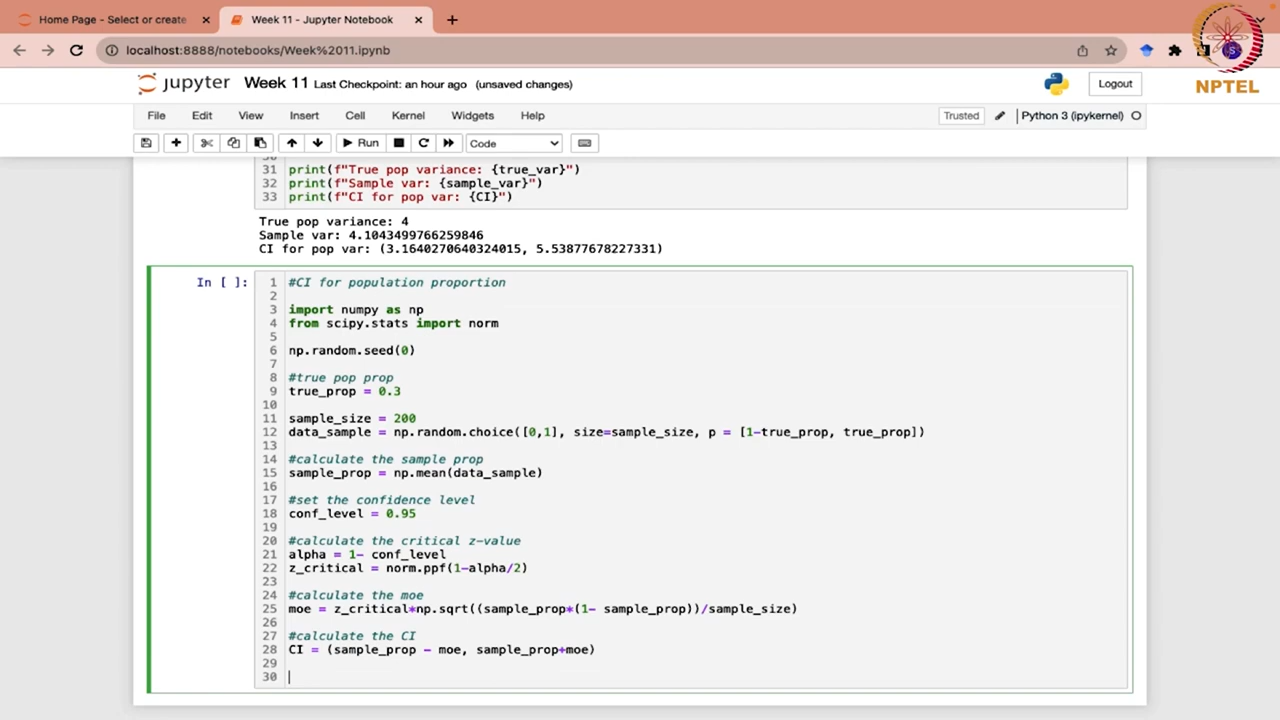 Home Page - Select or create
Week 11 - Jupyter Notebook
localhost:8888/notebooks/Week%2011.ipynb
NPTEL
jupyter Week 11 Last Checkpoint: an hour ago (unsaved changes)
Logout
File Edit View Insert Cell Kernel Widgets Help
Trusted Python 3 (ipykernel)
Run Code
30
31 print(f"True pop variance: {true_var}")
32 print(f"Sample var: {sample_var}")
33 print(f"CI for pop var: {CI}")
True pop variance: 4
Sample var: 4.1043499766259846
CI for pop var: (3.1640270640324015, 5.53877678227331)
In [ ]:
1 #CI for population proportion
2
3 import numpy as np
4 from scipy.stats import norm
5
6 np.random.seed(0)
7
8 #true pop prop
9 true_prop = 0.3
10
11 sample_size = 200
12 data_sample = np.random.choice([0,1], size=sample_size, p = [1-true_prop, true_prop])
13
14 #calculate the sample prop
15 sample_prop = np.mean(data_sample)
16
17 #set the confidence level
18 conf_level = 0.95
19
20 #calculate the critical z-value
21 alpha = 1- conf_level
22 z_critical = norm.ppf(1-alpha/2)
23
24 #calculate the moe
25 moe = z_critical*np.sqrt((sample_prop*(1- sample_prop))/sample_size)
26
27 #calculate the CI
28 CI = (sample_prop - moe, sample_prop+moe)
29
30